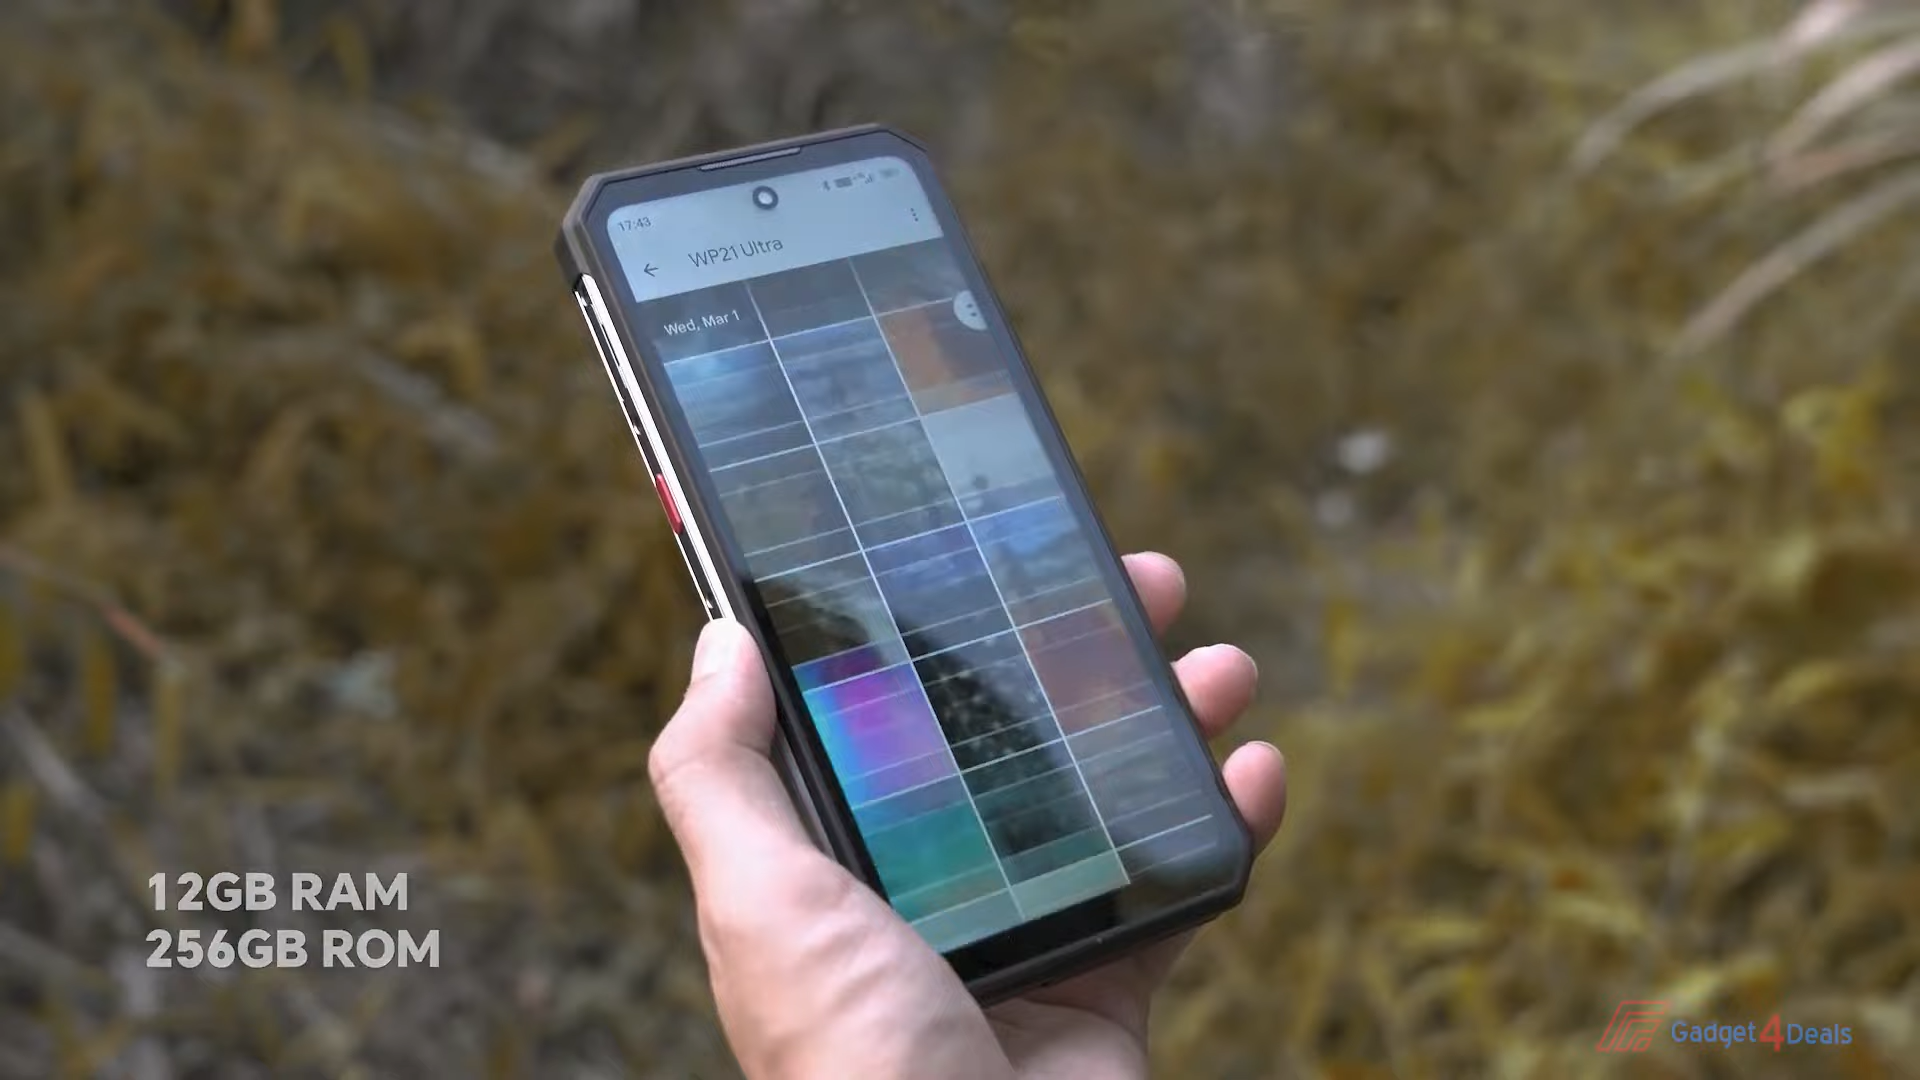 17:43
WP21 Ultra
Wed, Mar 1
12GB RAM
256GB ROM
Gadget4Deals